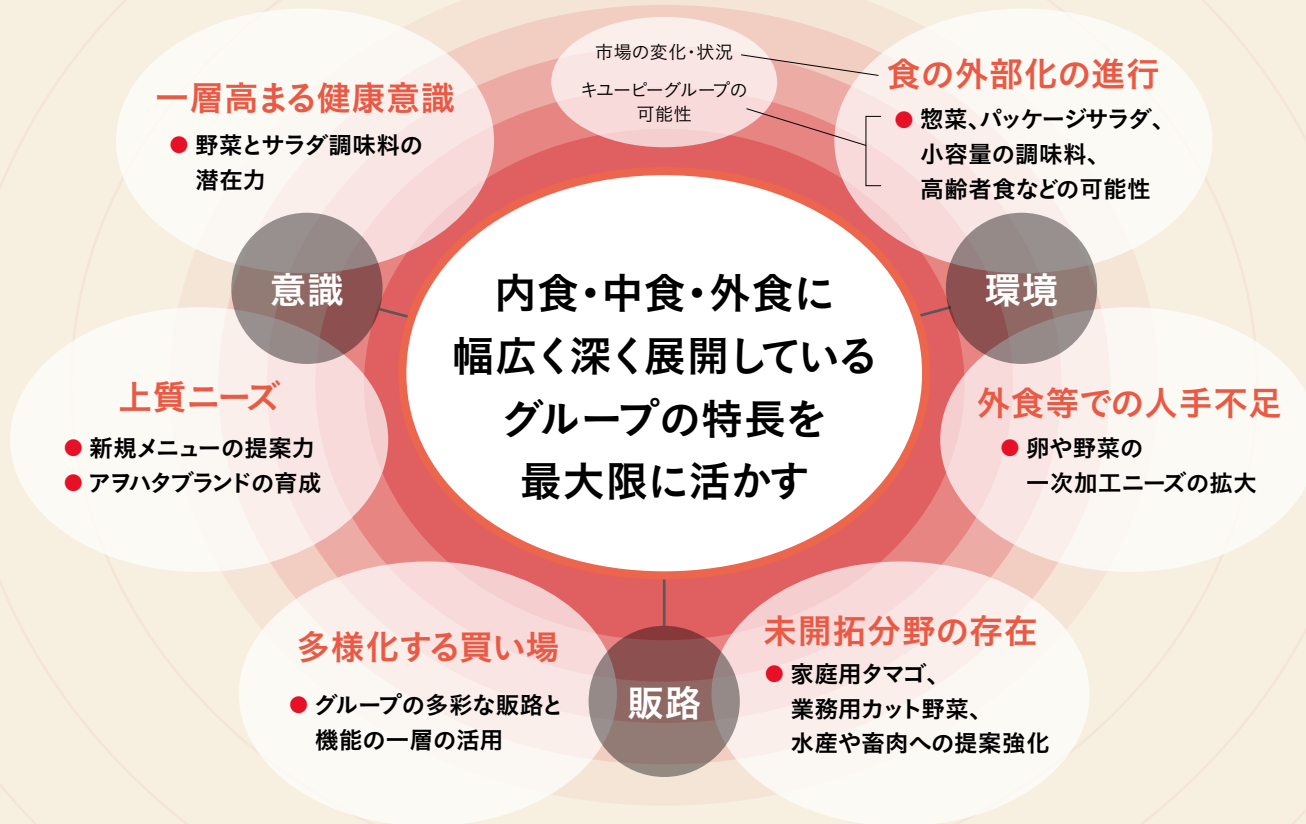 市場の変化・状況
キユーピーグループの
可能性
一層高まる健康意識
● 野菜とサラダ調味料の
潜在力
食の外部化の進行
● 惣菜、パッケージサラダ、
小容量の調味料、
高齢者食などの可能性
意識
環境
内食・中食・外食に
幅広く深く展開している
グループの特長を
最大限に活かす
上質ニーズ
● 新規メニューの提案力
● アヲハタブランドの育成
外食等での人手不足
● 卵や野菜の
一次加工ニーズの拡大
多様化する買い場
● グループの多彩な販路と
機能の一層の活用
販路
未開拓分野の存在
● 家庭用タマゴ、
業務用カット野菜、
水産や畜肉への提案強化